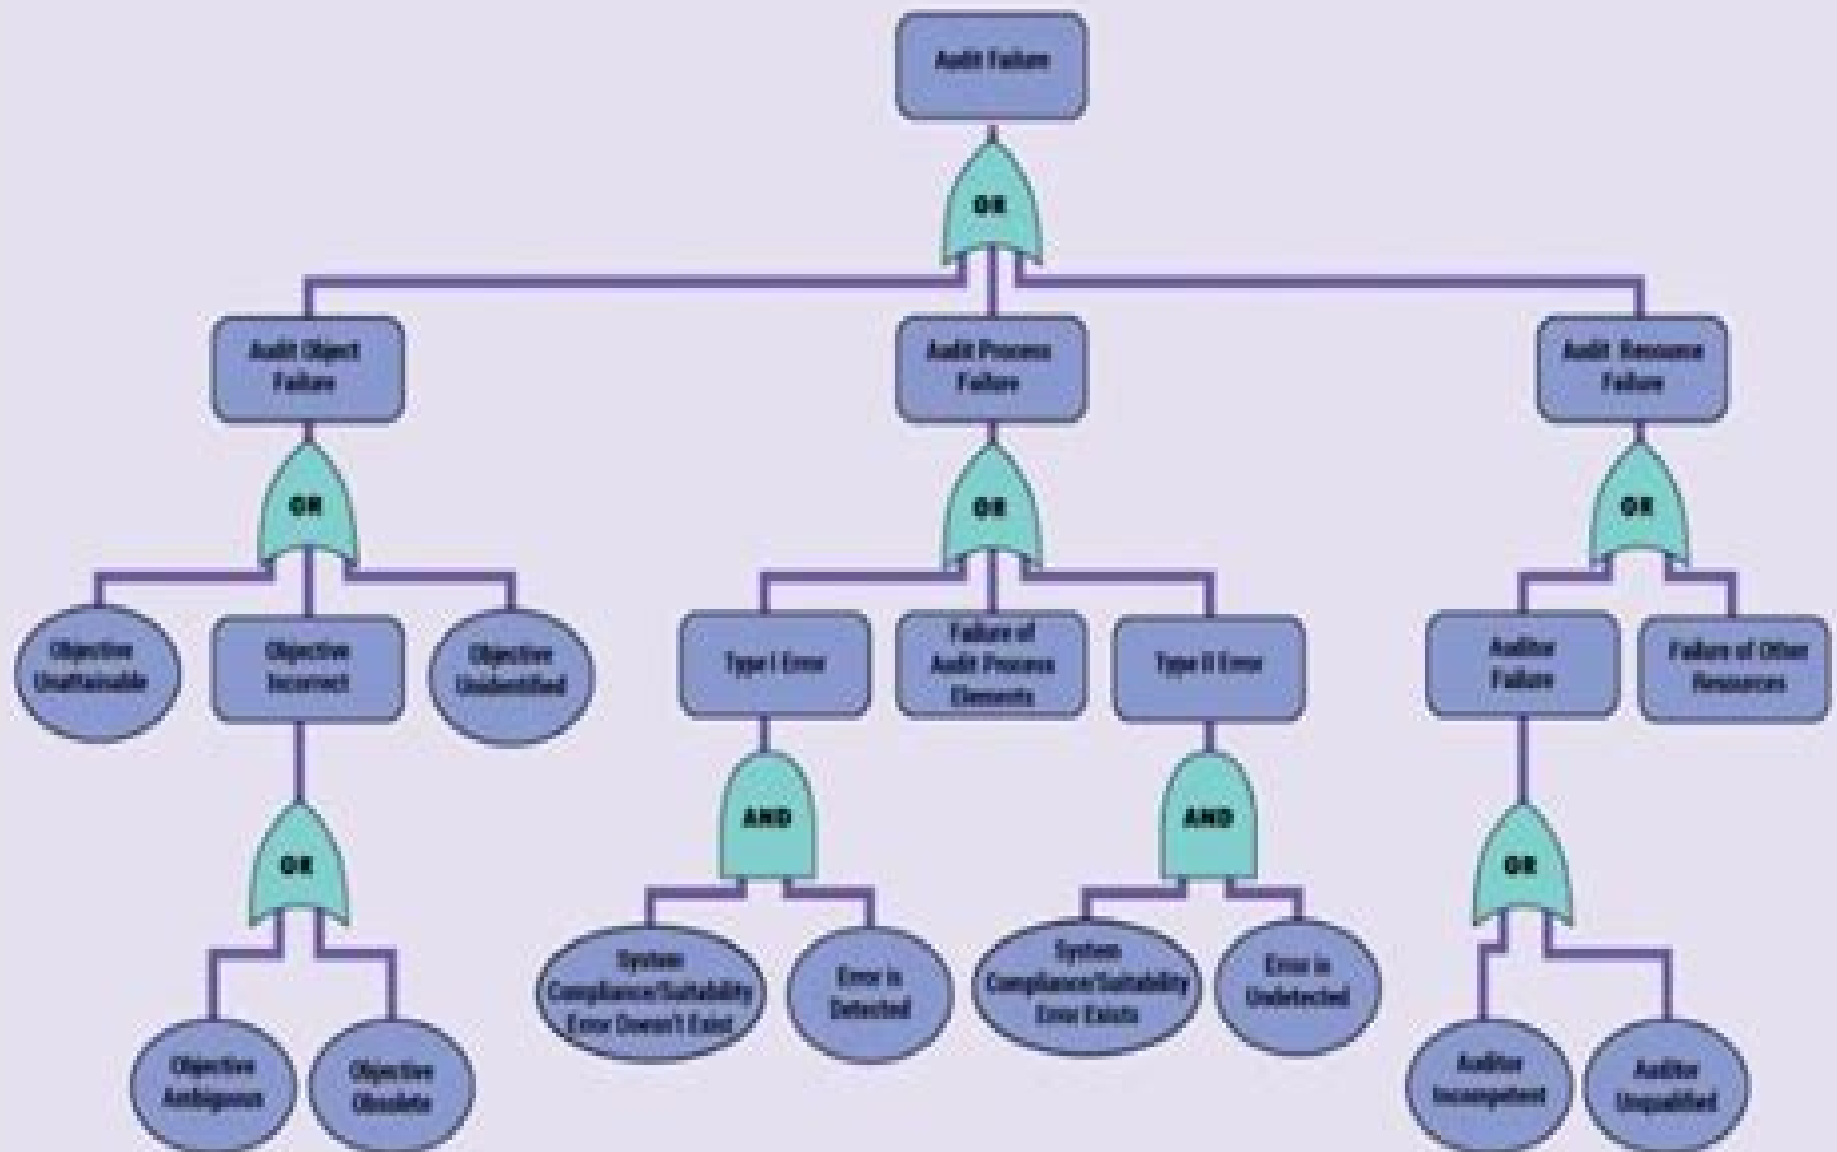 Audit Failure
OR
Audit Object
Failure
Audit Process
Failure
Audit Resource
Failure
OR
OR
OR
Objective
Unattainable
Objective
Incorrect
Objective
Unidentified
Type I Error
Failure of
Audit Process
Elements
Type II Error
Auditor
Failure
Failure of Other
Resources
OR
AND
AND
OR
System
Compliance/Suitability
Error Doesn't Exist
Error is
Detected
System
Compliance/Suitability
Error Exists
Error is
Undetected
Objective
Ambiguous
Objective
Obsolete
Auditor
Incompetent
Auditor
Unqualified